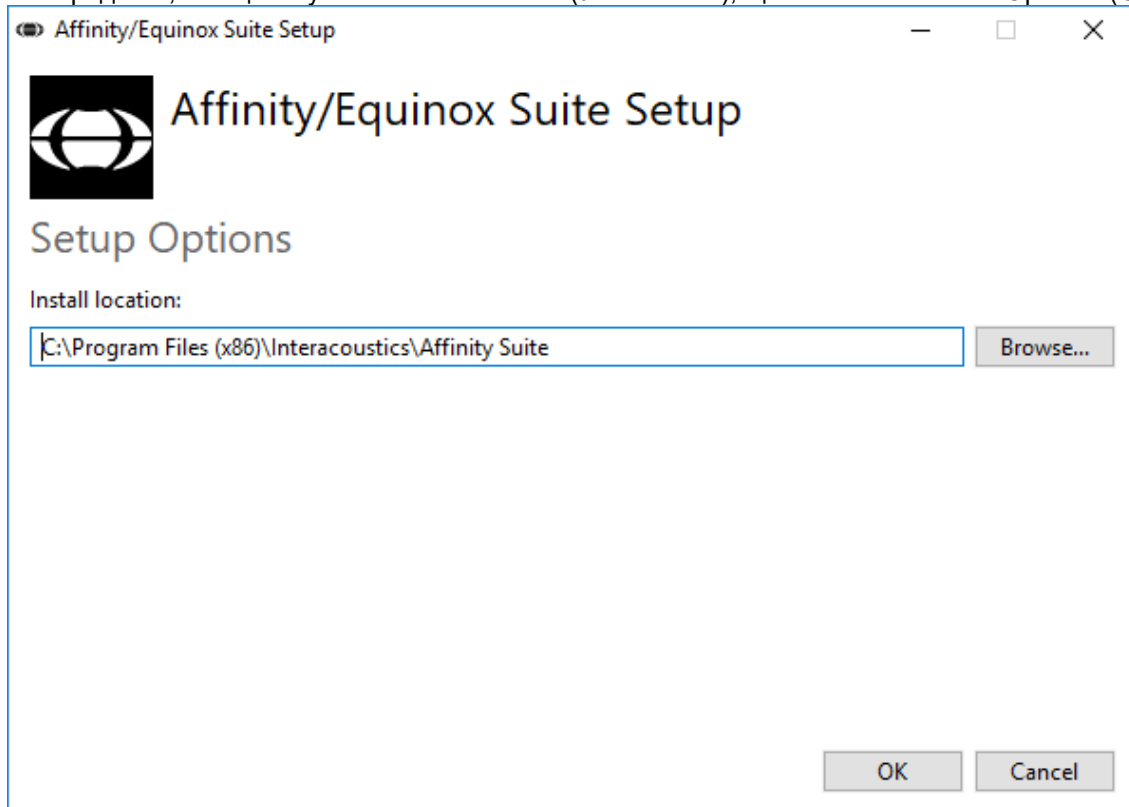 Affinity/Equinox Suite Setup
Affinity/Equinox Suite Setup
Setup Options
Install location:
C:\Program Files (x86)\Interacoustics\Affinity Suite
Browse...
OK
Cancel